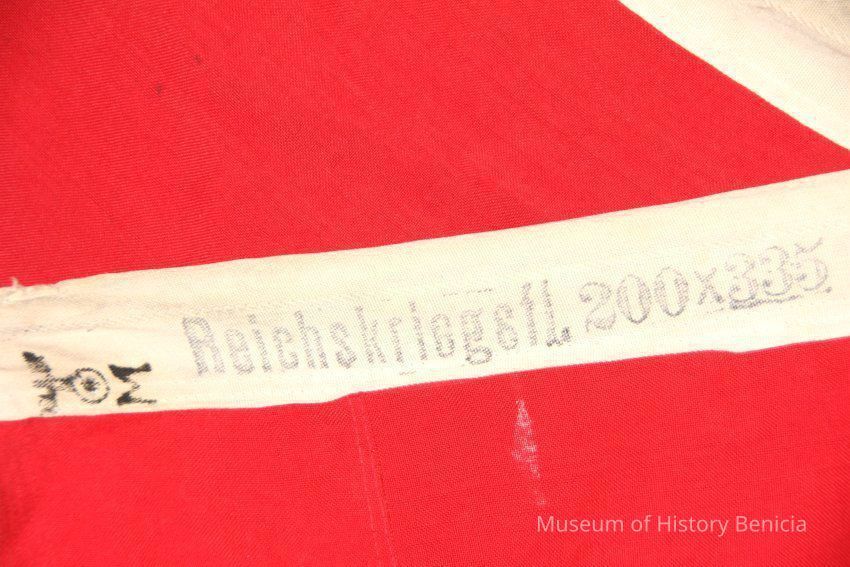 M Reichskriegsfl. 200x335
Museum of History Benicia